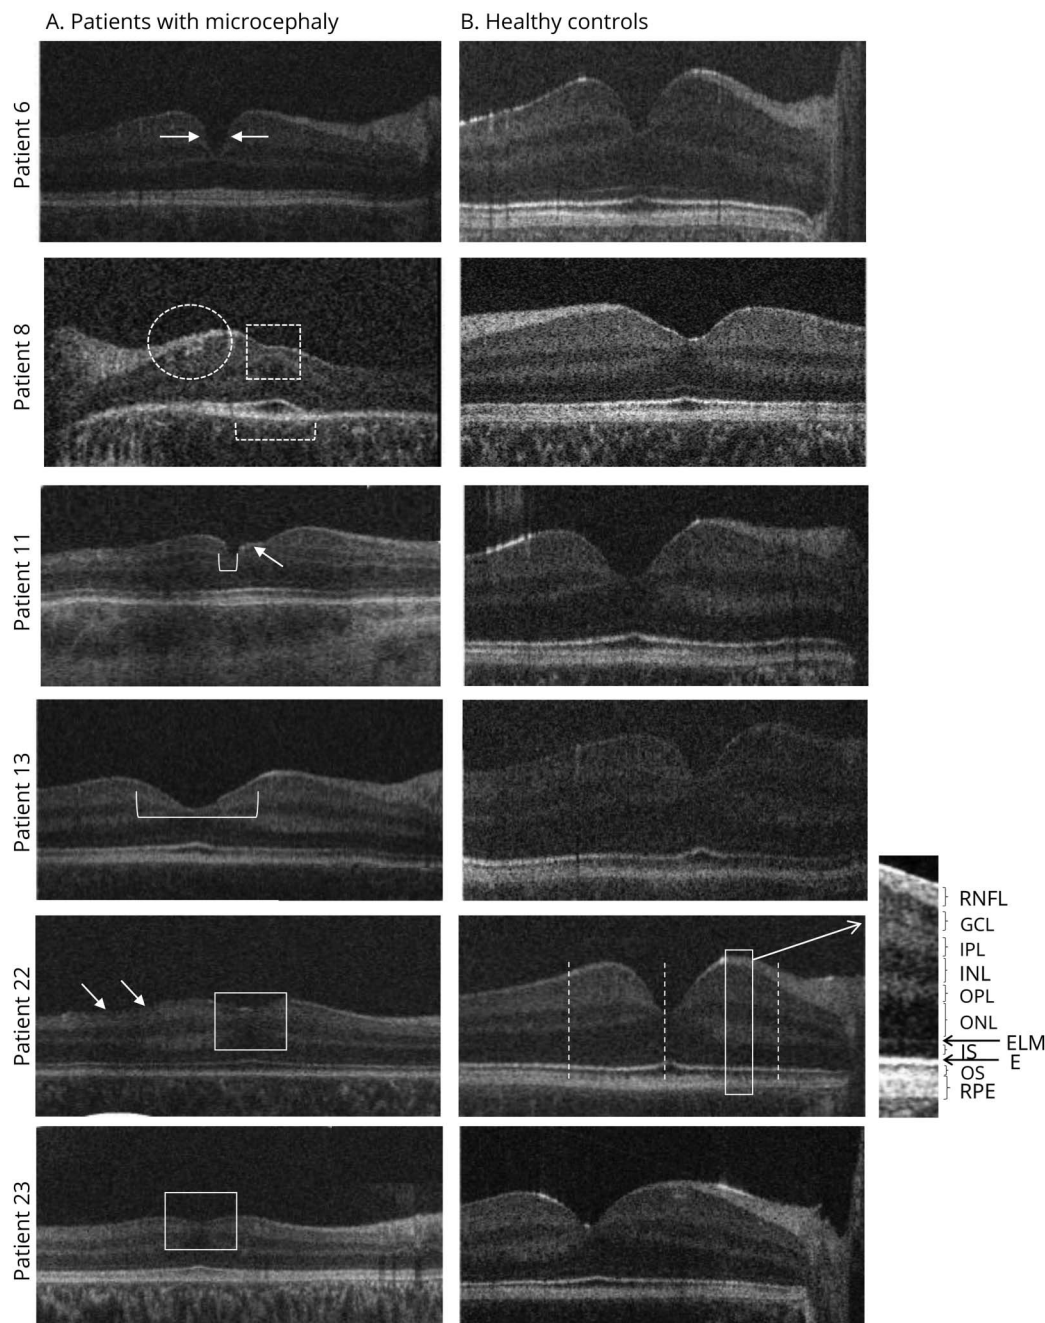 A. Patients with microcephaly
B. Healthy controls
Patient 6
Patient 8
Patient 11
Patient 13
Patient 22
RNFL
GCL
IPL
INL
OPL
ONL
ELM
IS
E
OS
RPE
Patient 23